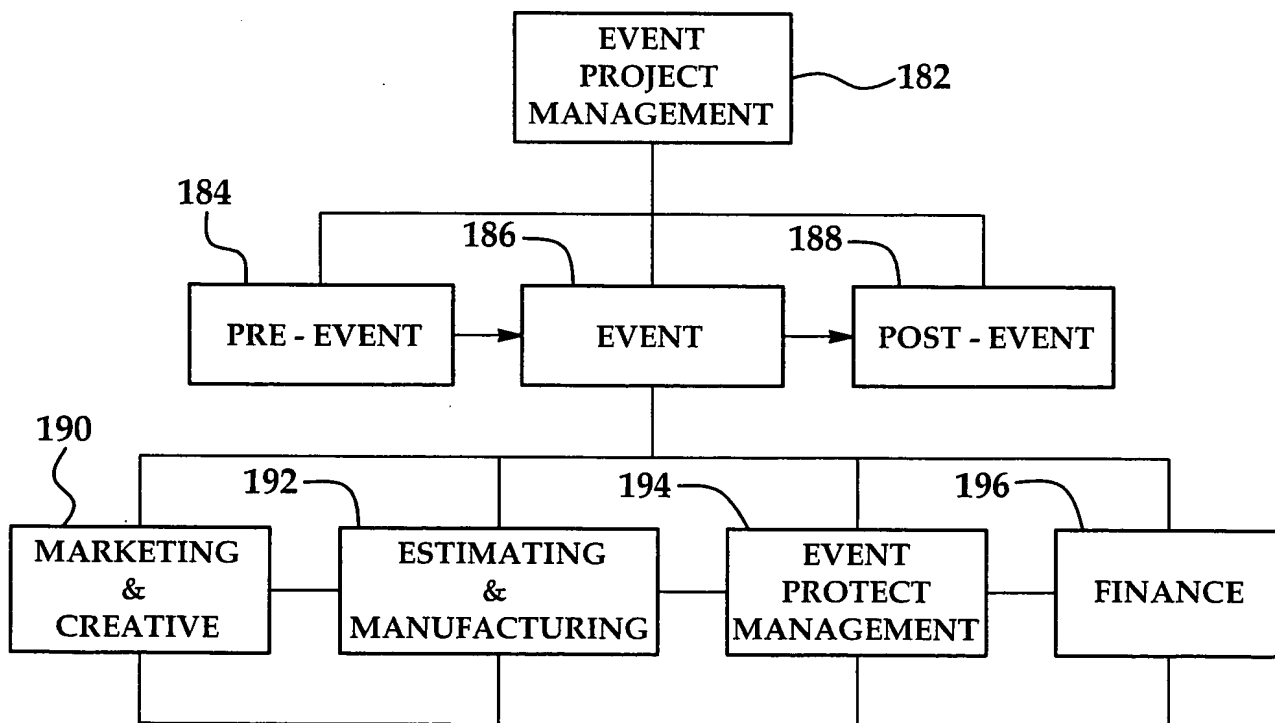 EVENT
PROJECT
MANAGEMENT
182
184
186
188
PRE - EVENT
EVENT
POST - EVENT
190
192
194
196
MARKETING
&
CREATIVE
ESTIMATING
&
MANUFACTURING
EVENT
PROTECT
MANAGEMENT
FINANCE